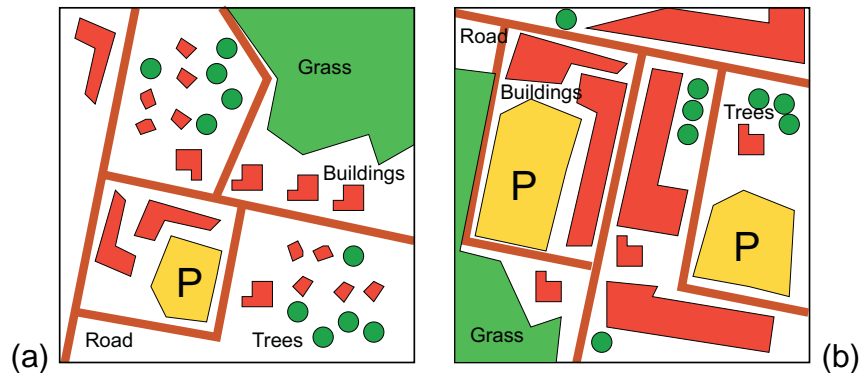 Grass
Buildings
P
Road
Trees
(a)
Road
Buildings
Trees
P
P
Grass
(b)